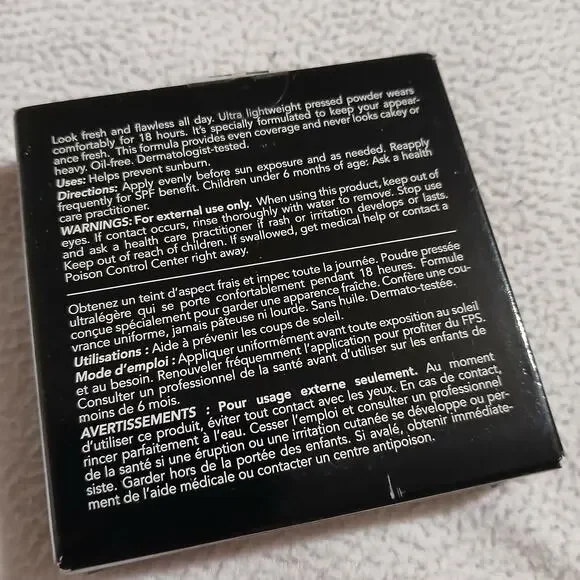 Look fresh and flawless all day. Ultra lightweight pressed powder wears
comfortably for 18 hours. It's specially formulated to keep your appear-
ance fresh. This formula provides even coverage and never looks cakey or
heavy. Oil-free. Dermatologist-tested.
Uses: Helps prevent sunburn.
Directions: Apply evenly before sun exposure and as needed. Reapply
frequently for SPF benefit. Children under 6 months of age: Ask a health
care practitioner.
WARNINGS: For external use only. When using this product, keep out of
eyes. If contact occurs, rinse thoroughly with water to remove. Stop use
and ask a health care practitioner if rash or irritation develops or lasts.
Keep out of reach of children. If swallowed, get medical help or contact a
Poison Control Center right away.
Obtenez un teint d'aspect frais et impec toute la journée. Poudre pressée
ultralégère qui se porte confortablement pendant 18 heures. Formule
conçue spécialement pour garder une apparence fraîche. Confère une cou-
vrance uniforme, jamais pâteuse ni lourde. Sans huile. Dermato-testée.
Utilisations : Aide à prévenir les coups de soleil.
Mode d'emploi : Appliquer uniformément avant toute exposition au soleil
et au besoin. Renouveler fréquemment l'application pour profiter du FPS.
Consulter un professionnel de la santé avant d'utiliser sur les enfants de
moins de 6 mois.
AVERTISSEMENTS : Pour usage externe seulement. Au moment
d'utiliser ce produit, éviter tout contact avec les yeux. En cas de contact,
rincer parfaitement à l'eau. Cesser l'emploi et consulter un professionnel
de la santé si une éruption ou une irritation cutanée se développe ou per-
siste. Garder hors de la portée des enfants. Si avalé, obtenir immédiate-
ment de l'aide médicale ou contacter un centre antipoison.